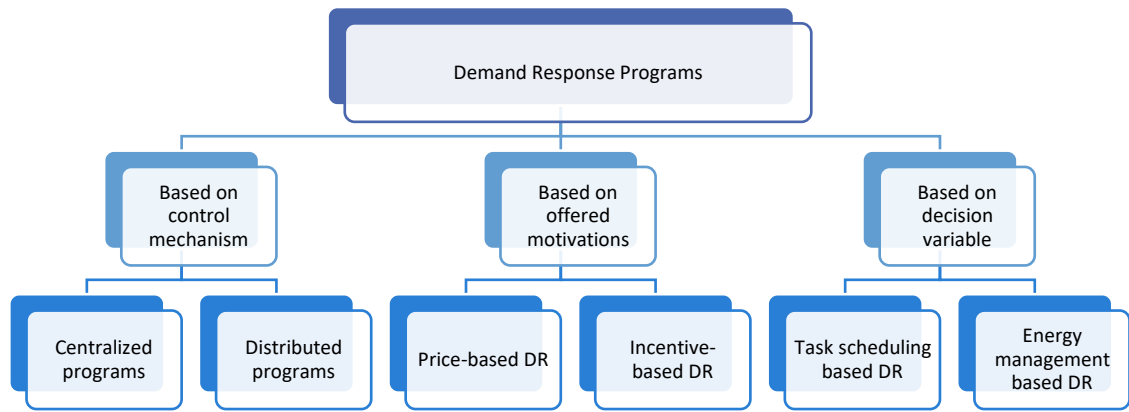 Demand Response Programs
Based on
control
mechanism
Based on
offered
motivations
Based on
decision
variable
Centralized
programs
Distributed
programs
Price-based DR
Incentive-
based DR
Task scheduling
based DR
Energy
management
based DR